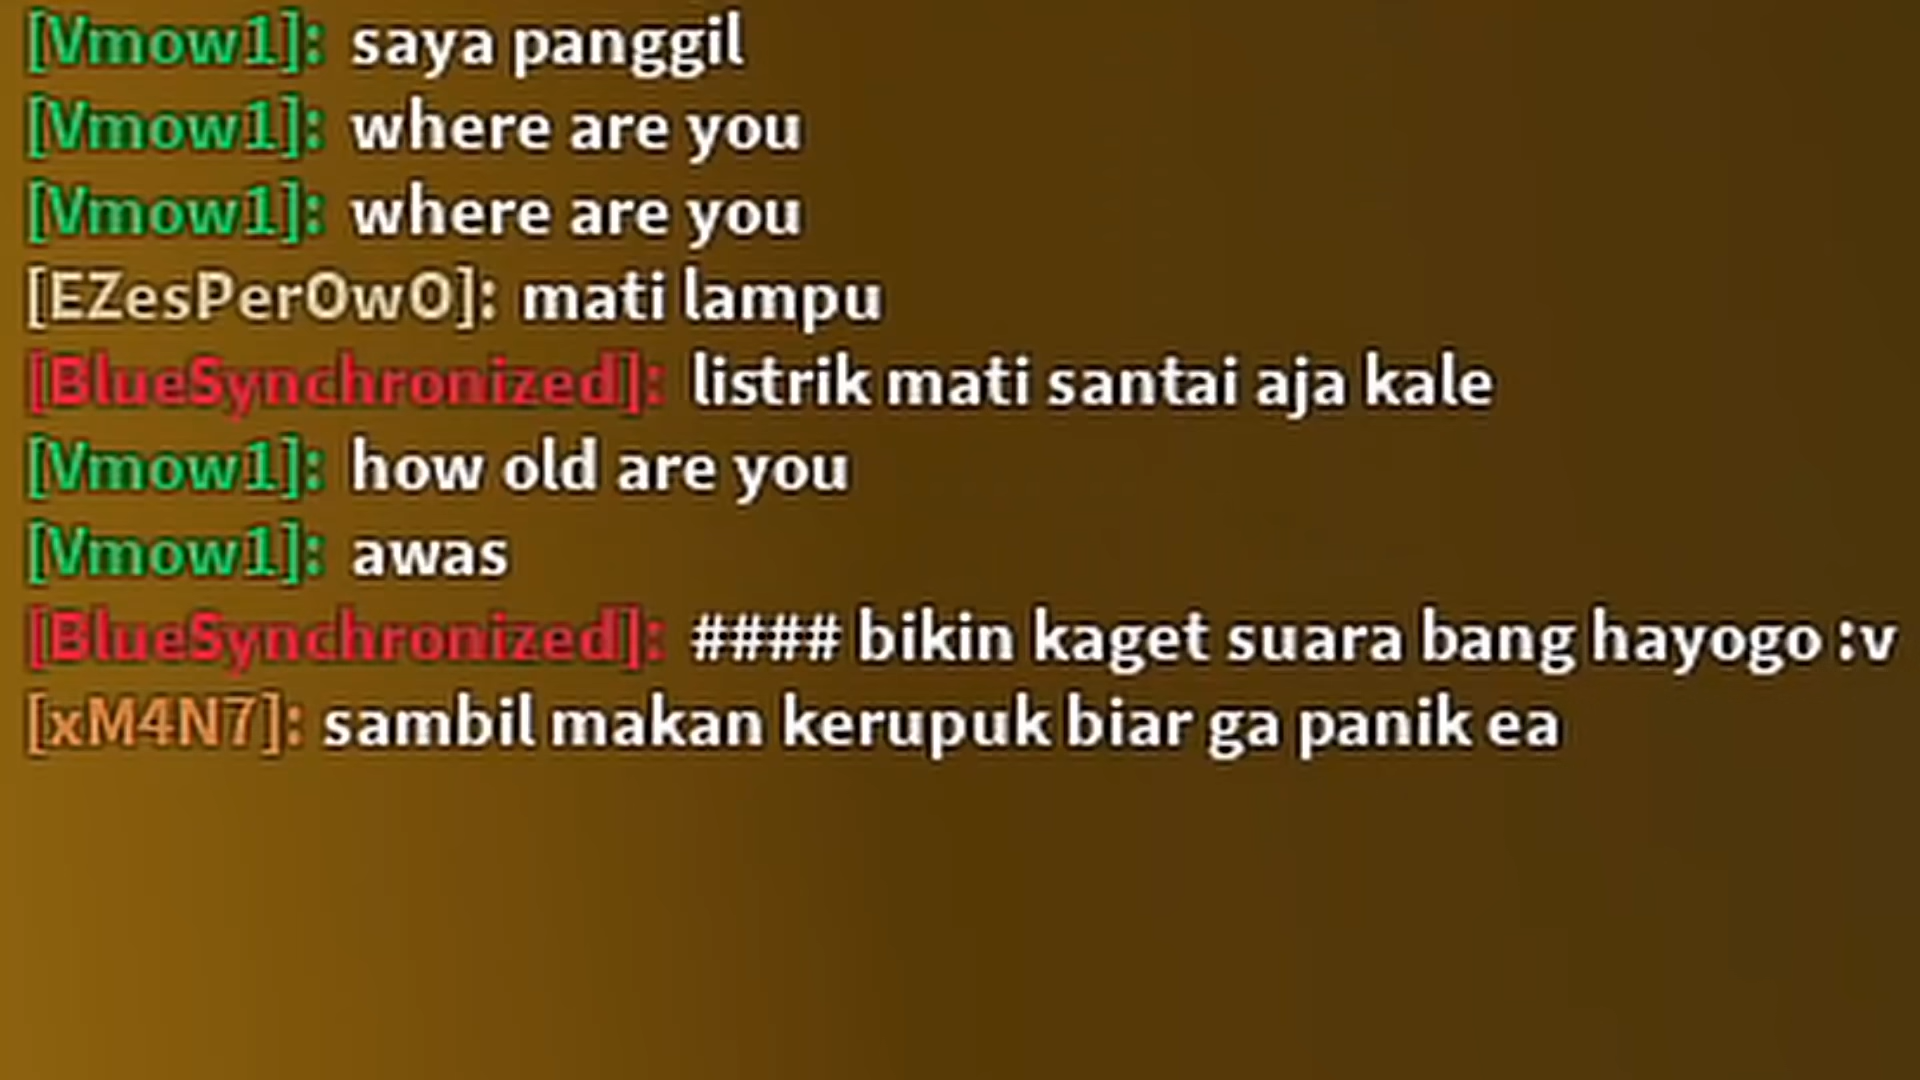 [Vmow1]: saya panggil
[Vmow1]: where are you
[Vmow1]: where are you
[EZesPerOwO]: mati lampu
[BlueSynchronized]: listrik mati santai aja kale
[Vmow1]: how old are you
[Vmow1]: awas
[BlueSynchronized]: #### bikin kaget suara bang hayogo :v
[xM4N7]: sambil makan kerupuk biar ga panik ea